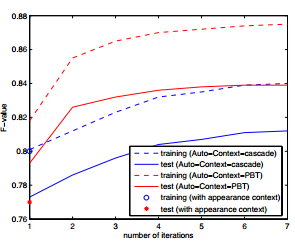 0.88
0.86
0.84
0.82
0.80
0.78
0.76
F-value
1 2 3 4 5 6 7
number of iterations
training (Auto-Context=cascade)
test (Auto-Context=cascade)
training (Auto-Context=PBT)
test (Auto-Context=PBT)
training (with appearance context)
test (with appearance context)